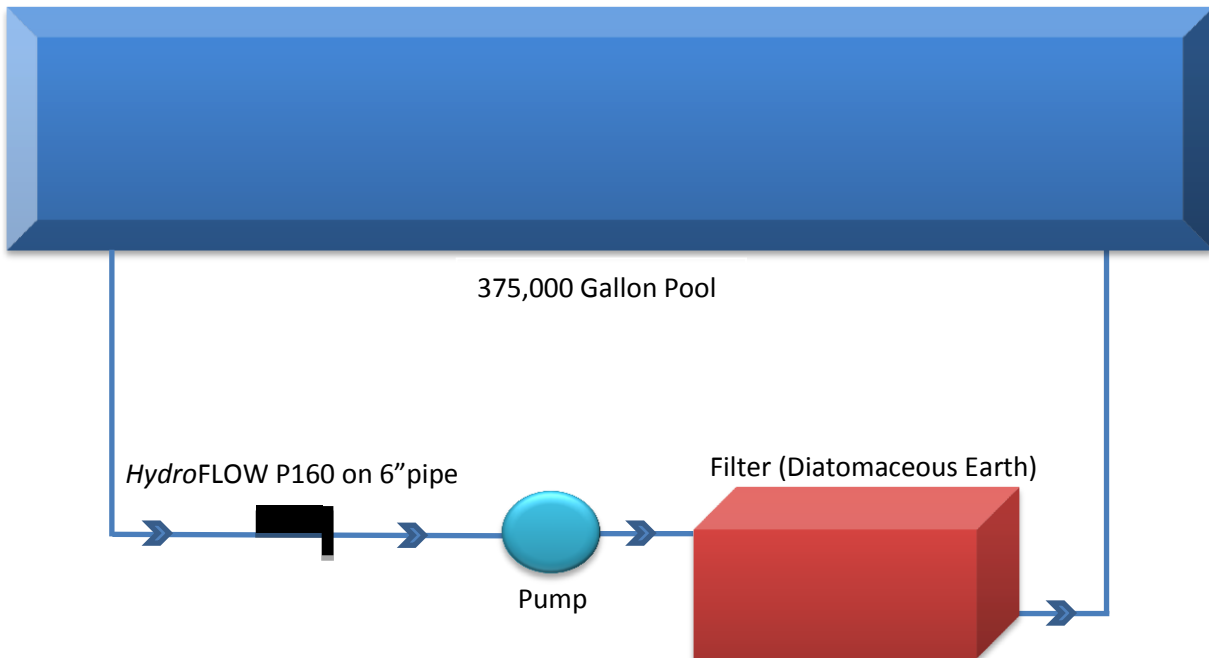 375,000 Gallon Pool
HydroFLOW P160 on 6”pipe
Filter (Diatomaceous Earth)
Pump